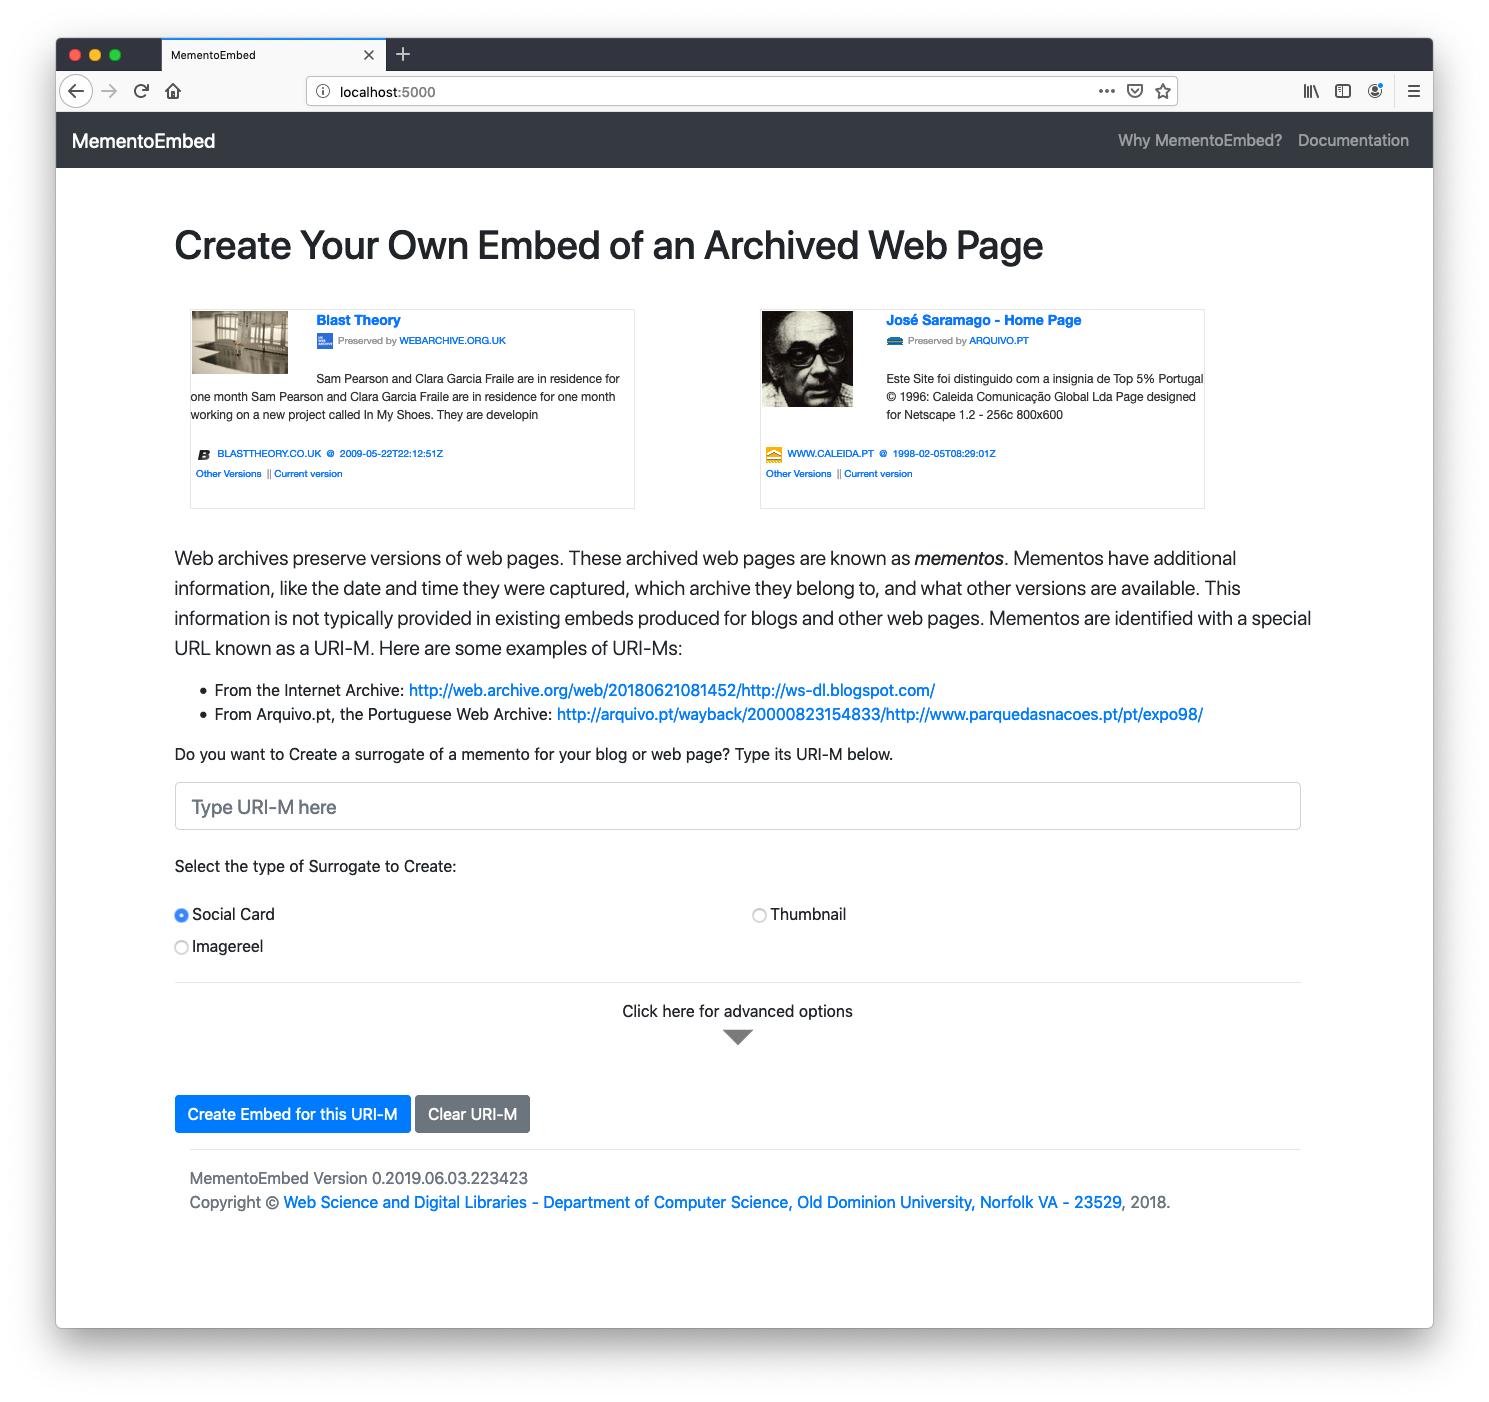 MementoEmbed
localhost:5000
MementoEmbed
Why MementoEmbed? Documentation
Create Your Own Embed of an Archived Web Page
Blast Theory
Preserved by WEBARCHIVE.ORG.UK
Sam Pearson and Clara Garcia Fraile are in residence for
one month Sam Pearson and Clara Garcia Fraile are in residence for one month
working on a new project called In My Shoes. They are developin
BLASTTHEORY.CO.UK @ 2009-05-22T22:12:51Z
Other Versions || Current version
José Saramago - Home Page
Preserved by ARQUIVO.PT
Este Site foi distinguido com a insignia de Top 5% Portugal
© 1996: Caleida Comunicação Global Lda Page designed
for Netscape 1.2 - 256c 800x600
WWW.CALEIDA.PT @ 1998-02-05T08:29:01Z
Other Versions || Current version
Web archives preserve versions of web pages. These archived web pages are known as mementos. Mementos have additional
information, like the date and time they were captured, which archive they belong to, and what other versions are available. This
information is not typically provided in existing embeds produced for blogs and other web pages. Mementos are identified with a special
URL known as a URI-M. Here are some examples of URI-Ms:
• From the Internet Archive: http://web.archive.org/web/20180621081452/http://ws-dl.blogspot.com/
• From Arquivo.pt, the Portuguese Web Archive: http://arquivo.pt/wayback/20000823154833/http://www.parquedasnacoes.pt/pt/expo98/
Do you want to Create a surrogate of a memento for your blog or web page? Type its URI-M below.
Type URI-M here
Select the type of Surrogate to Create:
Social Card
Thumbnail
Imagereel
Click here for advanced options
Create Embed for this URI-M
Clear URI-M
MementoEmbed Version 0.2019.06.03.223423
Copyright © Web Science and Digital Libraries - Department of Computer Science, Old Dominion University, Norfolk VA - 23529, 2018.